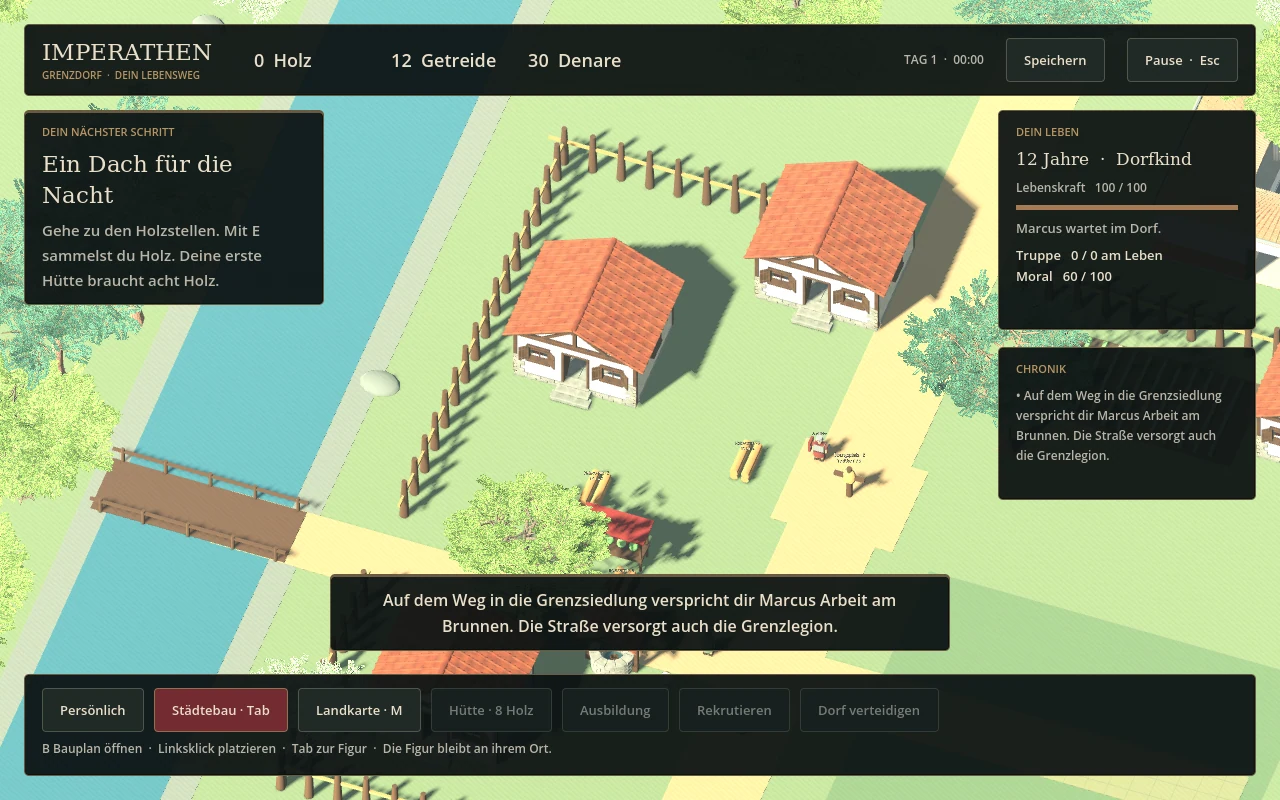 IMPERATHEN
GRENZDORF · DEIN LEBENSWEG
0 Holz
12 Getreide
30 Denare
TAG 1 · 00:00
Speichern
Pause · Esc
DEIN NÄCHSTER SCHRITT
Ein Dach für die
Nacht
Gehe zu den Holzstellen. Mit E
sammelst du Holz. Deine erste
Hütte braucht acht Holz.
DEIN LEBEN
12 Jahre · Dorfkind
Lebenskraft 100 / 100
Marcus wartet im Dorf.
Truppe 0 / 0 am Leben
Moral 60 / 100
CHRONIK
• Auf dem Weg in die Grenzsiedlung
verspricht dir Marcus Arbeit am
Brunnen. Die Straße versorgt auch
die Grenzlegion.
Auf dem Weg in die Grenzsiedlung verspricht dir Marcus Arbeit am
Brunnen. Die Straße versorgt auch die Grenzlegion.
Persönlich
Städtebau · Tab
Landkarte · M
Hütte · 8 Holz
Ausbildung
Rekrutieren
Dorf verteidigen
B Bauplan öffnen · Linksklick platzieren · Tab zur Figur · Die Figur bleibt an ihrem Ort.